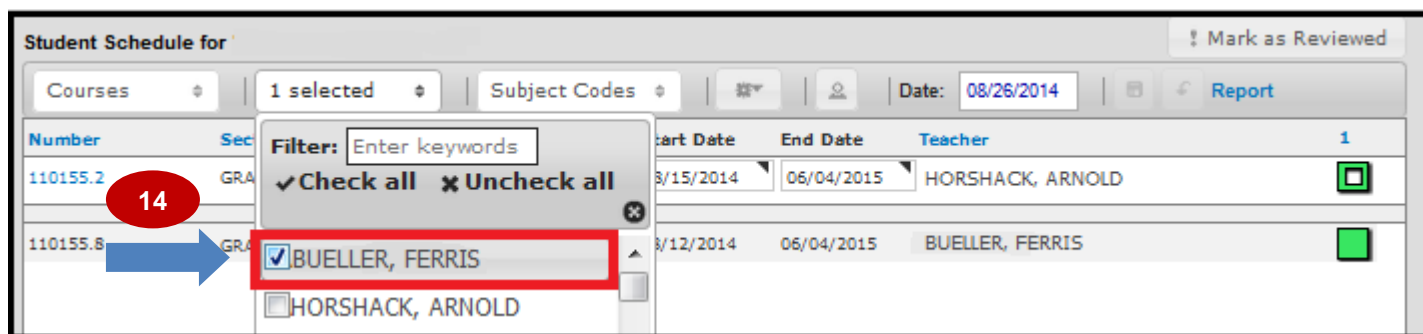 Student Schedule for
Mark as Reviewed
Courses 1 selected Subject Codes Date: 08/26/2014 Report
Number Sec tart Date End Date Teacher 1
Filter: Enter keywords
Check all Uncheck all
110155.2 GRA 8/15/2014 06/04/2015 HORSHACK, ARNOLD
14
110155.8 GRA 8/12/2014 06/04/2015 BUELLER, FERRIS
BUELLER, FERRIS
HORSHACK, ARNOLD